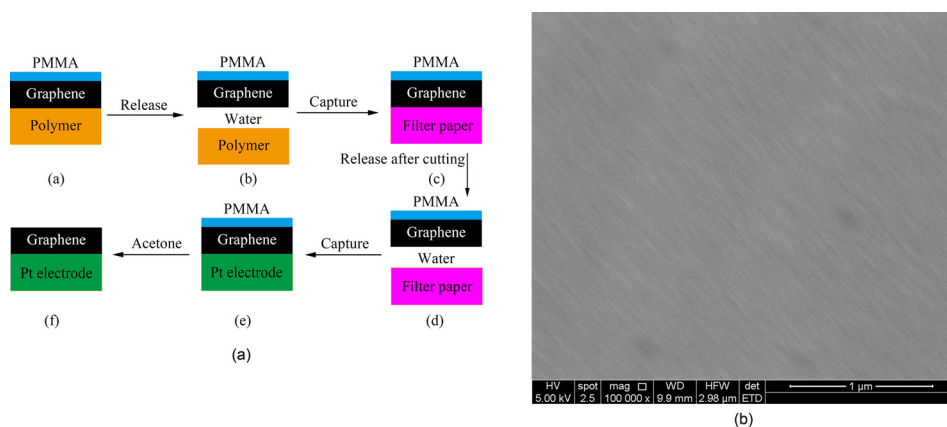 PMMA
Graphene
Polymer
(a)
Release
PMMA
Graphene
Water
Polymer
(b)
Capture
PMMA
Graphene
Filter paper
(c)
Release after cutting
PMMA
Graphene
Water
Filter paper
(d)
Capture
PMMA
Graphene
Pt electrode
(e)
Acetone
Graphene
Pt electrode
(f)
(a)
HV spot mag □ WD HFW det
5.00 kV 2.5 100 000 x 9.9 mm 2.98 µm ETD
1 µm
(b)